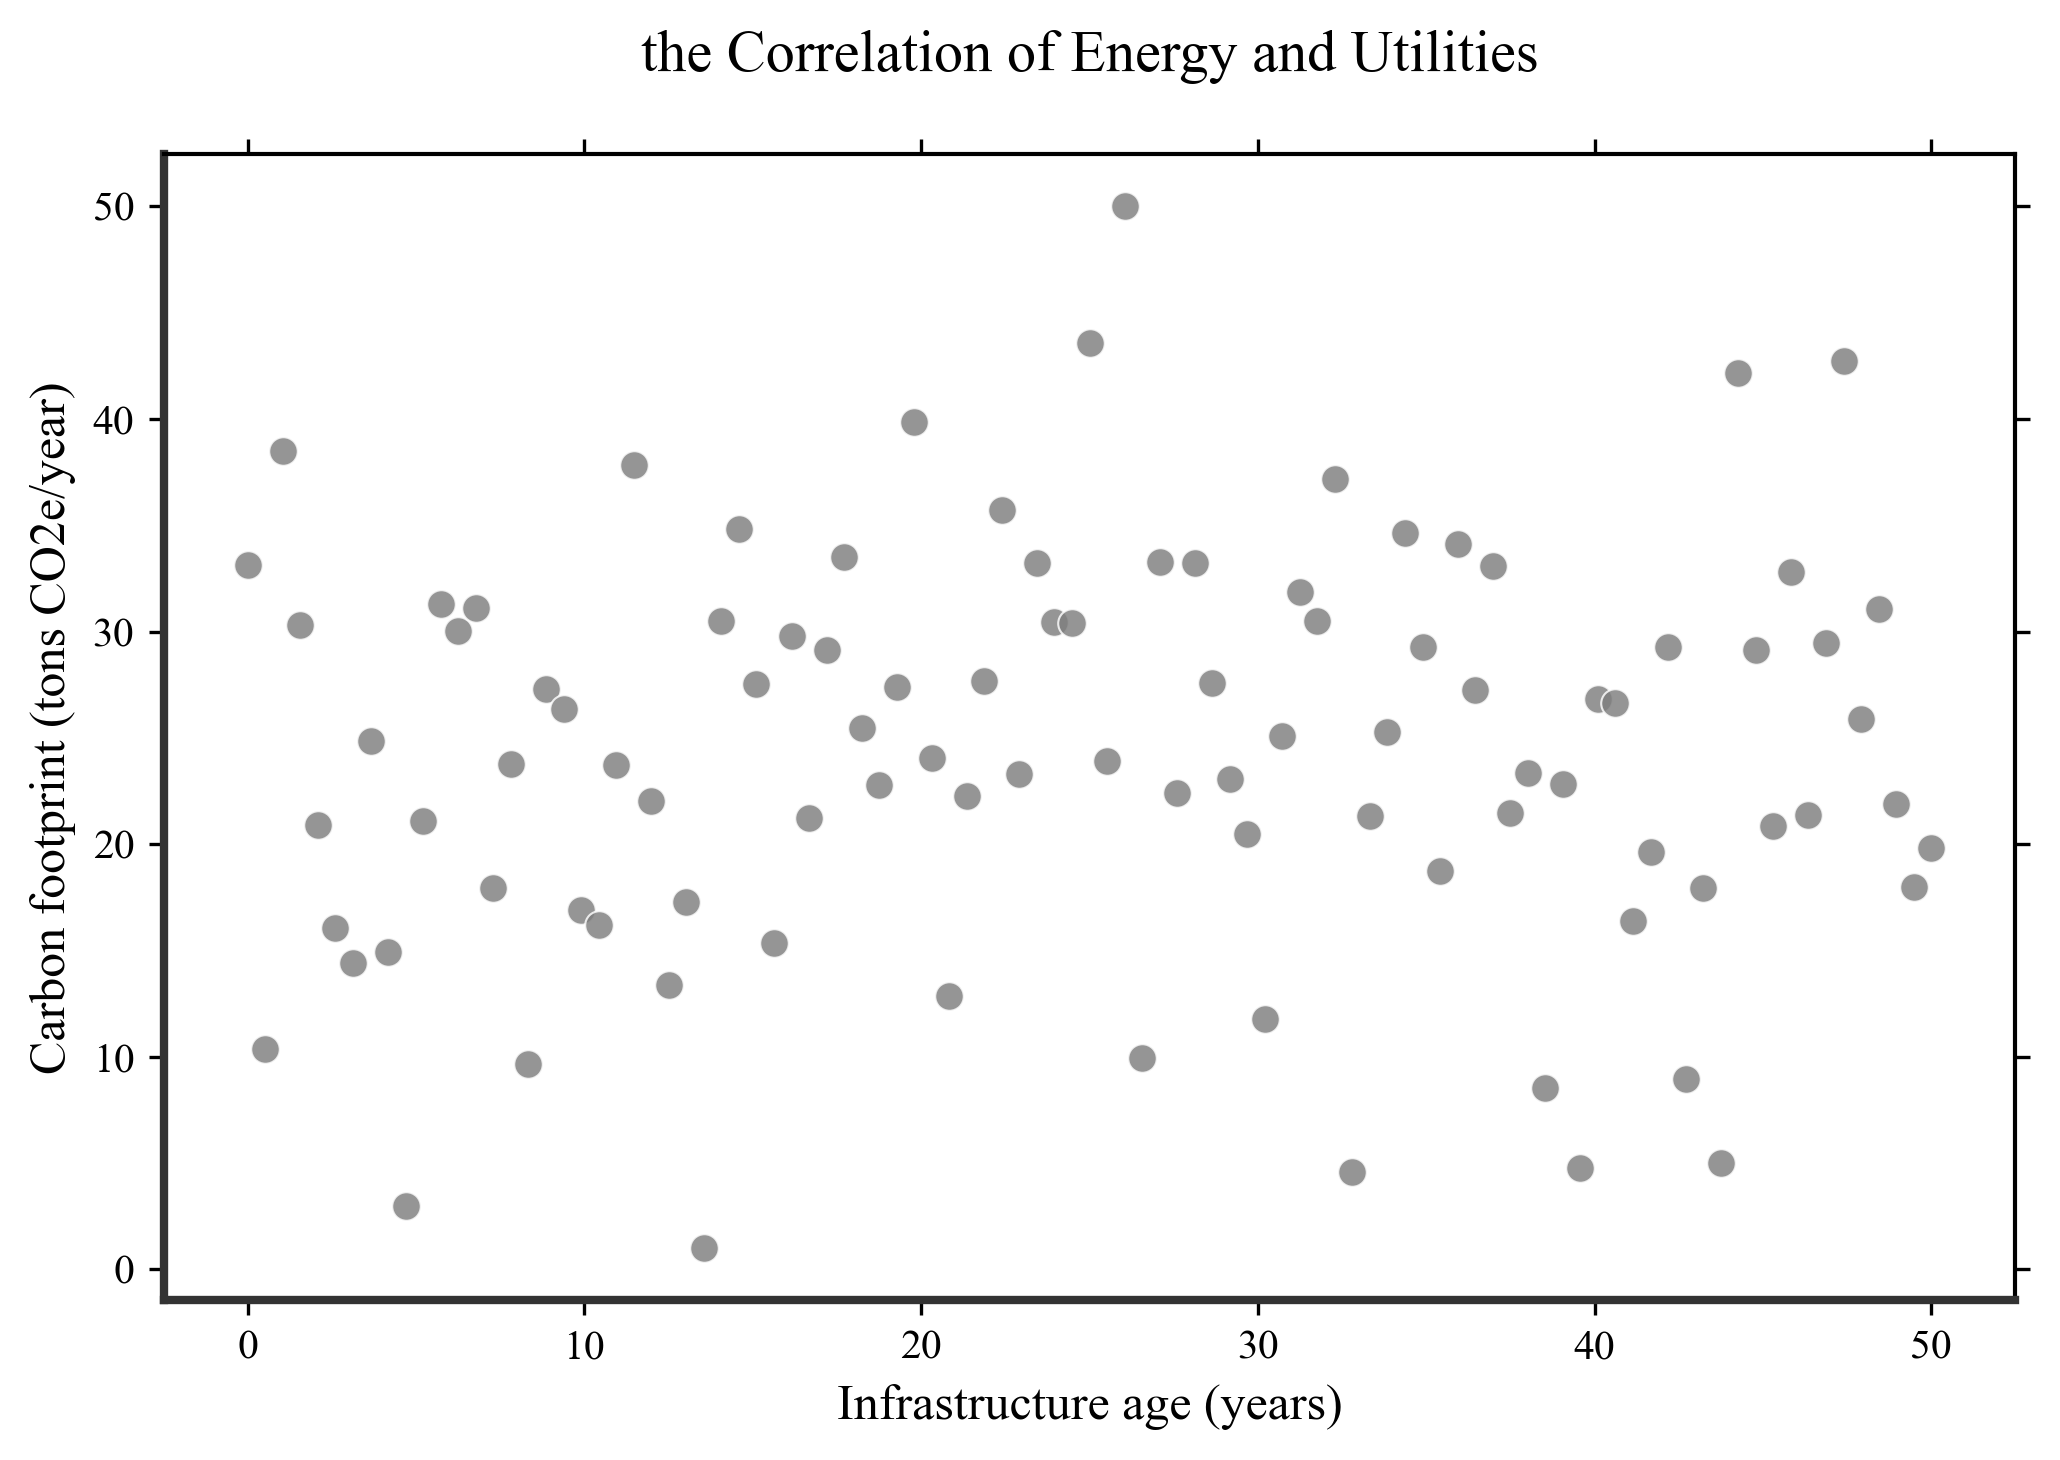 the Correlation of Energy and Utilities
50
40
30
20
10
0
Carbon footprint (tons CO2e/year)
0 10 20 30 40 50
Infrastructure age (years)